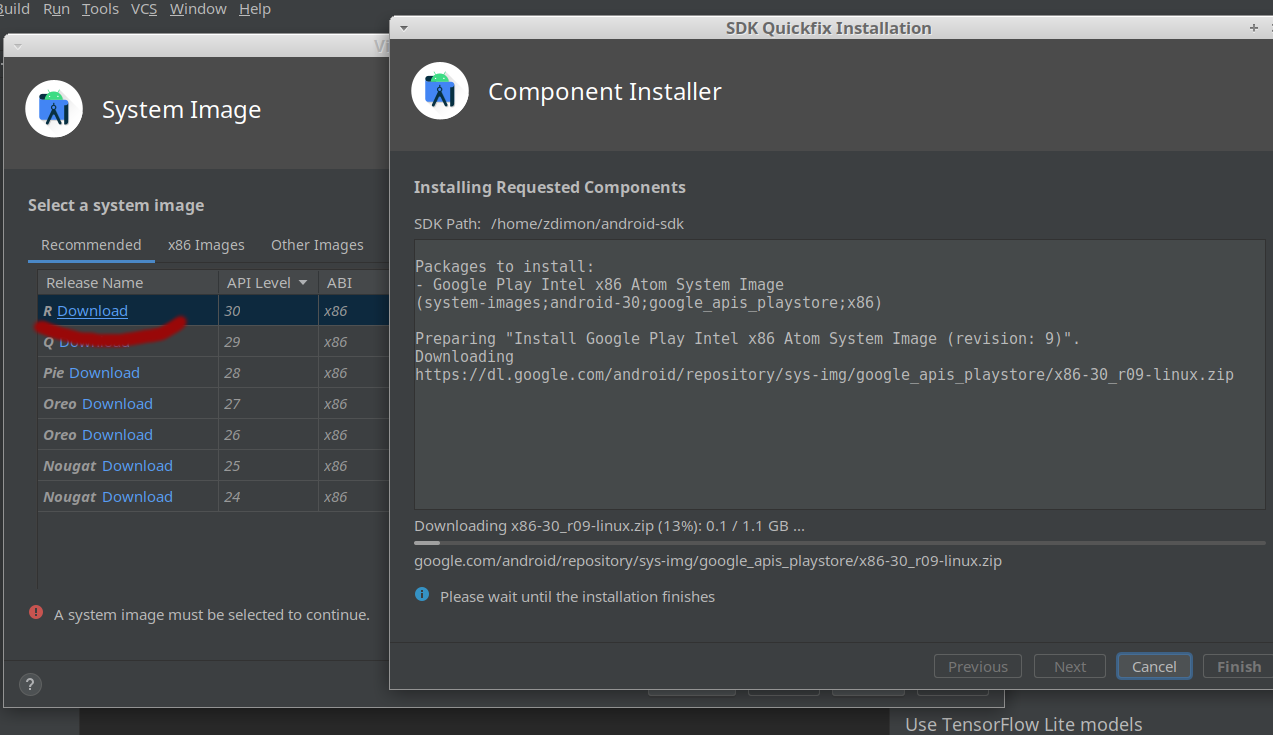 Build Run Tools VCS Window Help
SDK Quickfix Installation
System Image
Component Installer
Select a system image
Recommended x86 Images Other Images
Release Name API Level ABI
R Download 30 x86
Q Download 29 x86
Pie Download 28 x86
Oreo Download 27 x86
Oreo Download 26 x86
Nougat Download 25 x86
Nougat Download 24 x86
A system image must be selected to continue.
?
Installing Requested Components
SDK Path: /home/zdimon/android-sdk
Packages to install:
- Google Play Intel x86 Atom System Image
(system-images;android-30;google_apis_playstore;x86)
Preparing "Install Google Play Intel x86 Atom System Image (revision: 9)".
Downloading
https://dl.google.com/android/repository/sys-img/google_apis_playstore/x86-30_r09-linux.zip
Downloading x86-30_r09-linux.zip (13%): 0.1 / 1.1 GB ...
google.com/android/repository/sys-img/google_apis_playstore/x86-30_r09-linux.zip
Please wait until the installation finishes
Previous Next Cancel Finish
Use TensorFlow Lite models